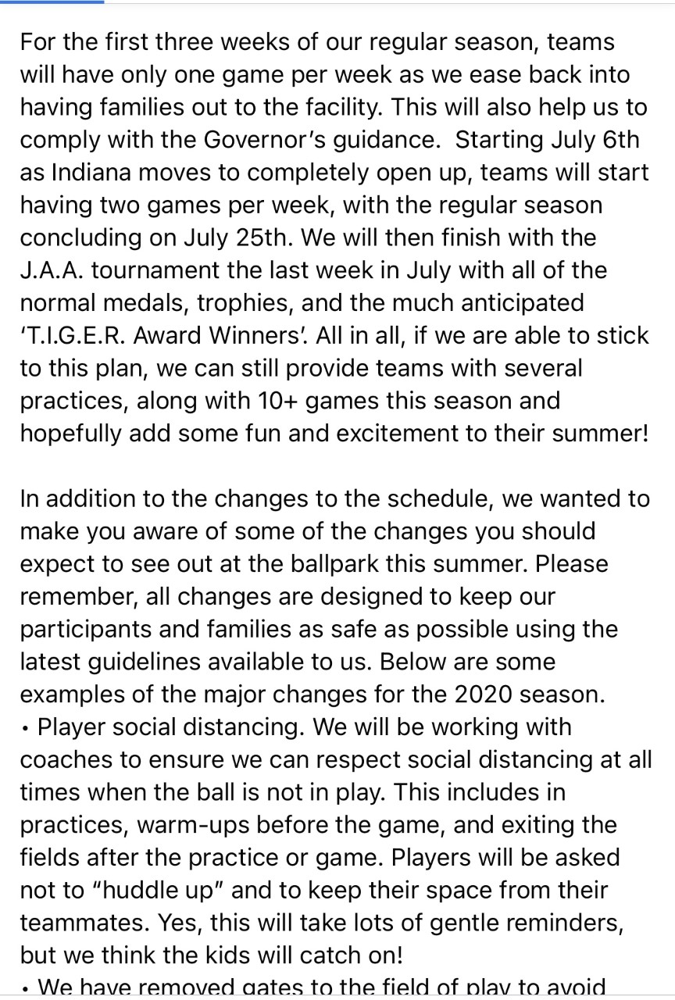 For the first three weeks of our regular season, teams
will have only one game per week as we ease back into
having families out to the facility. This will also help us to
comply with the Governor’s guidance.  Starting July 6th
as Indiana moves to completely open up, teams will start
having two games per week, with the regular season
concluding on July 25th. We will then finish with the
J.A.A. tournament the last week in July with all of the
normal medals, trophies, and the much anticipated
‘T.I.G.E.R. Award Winners’. All in all, if we are able to stick
to this plan, we can still provide teams with several
practices, along with 10+ games this season and
hopefully add some fun and excitement to their summer!

In addition to the changes to the schedule, we wanted to
make you aware of some of the changes you should
expect to see out at the ballpark this summer. Please
remember, all changes are designed to keep our
participants and families as safe as possible using the
latest guidelines available to us. Below are some
examples of the major changes for the 2020 season.
• Player social distancing. We will be working with
coaches to ensure we can respect social distancing at all
times when the ball is not in play. This includes in
practices, warm-ups before the game, and exiting the
fields after the practice or game. Players will be asked
not to “huddle up” and to keep their space from their
teammates. Yes, this will take lots of gentle reminders,
but we think the kids will catch on!
• We have removed gates to the field of play to avoid